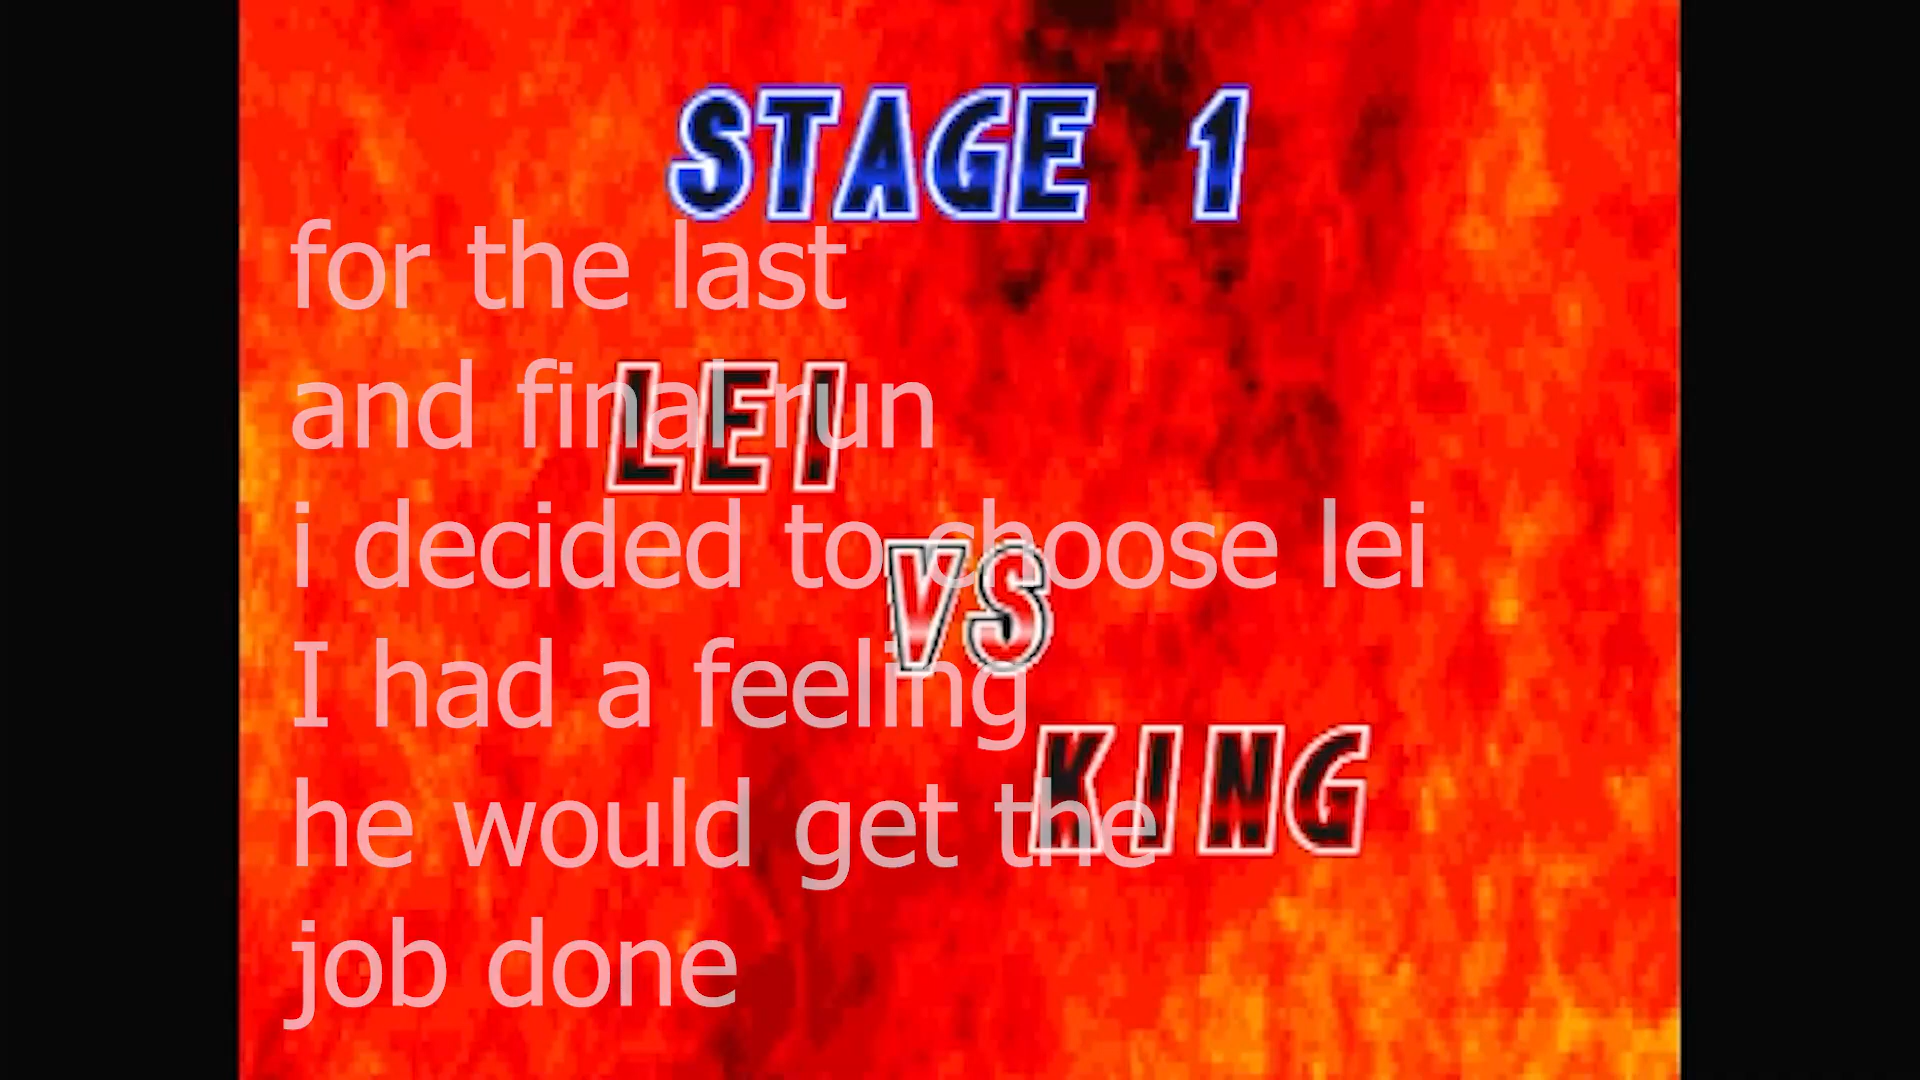 STAGE 1
for the last
LEI
and final run
i decided to choose lei
VS
I had a feeling
KING
he would get the
job done